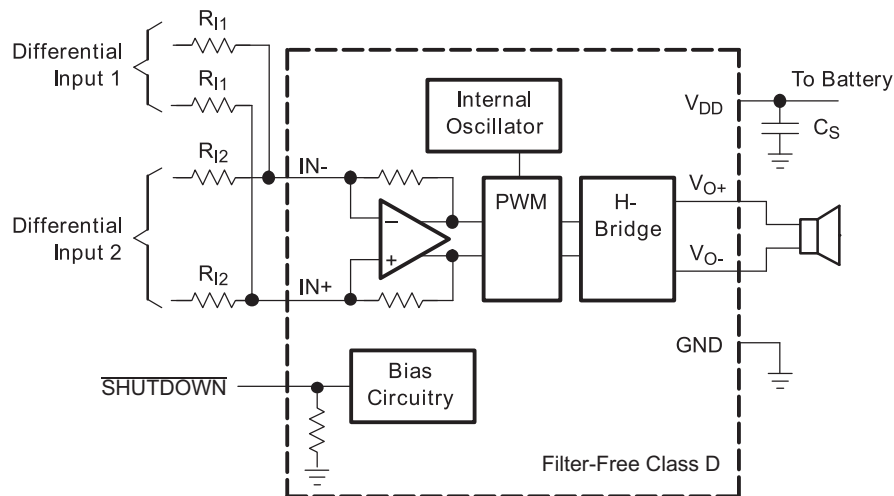 R_I1
Differential
Input 1
R_I1
R_I2
Differential
Input 2
R_I2
IN-
IN+
SHUTDOWN
Internal
Oscillator
PWM
H-
Bridge
−
+
Bias
Circuitry
V_DD
To Battery
C_S
V_O+
V_O-
GND
Filter-Free Class D